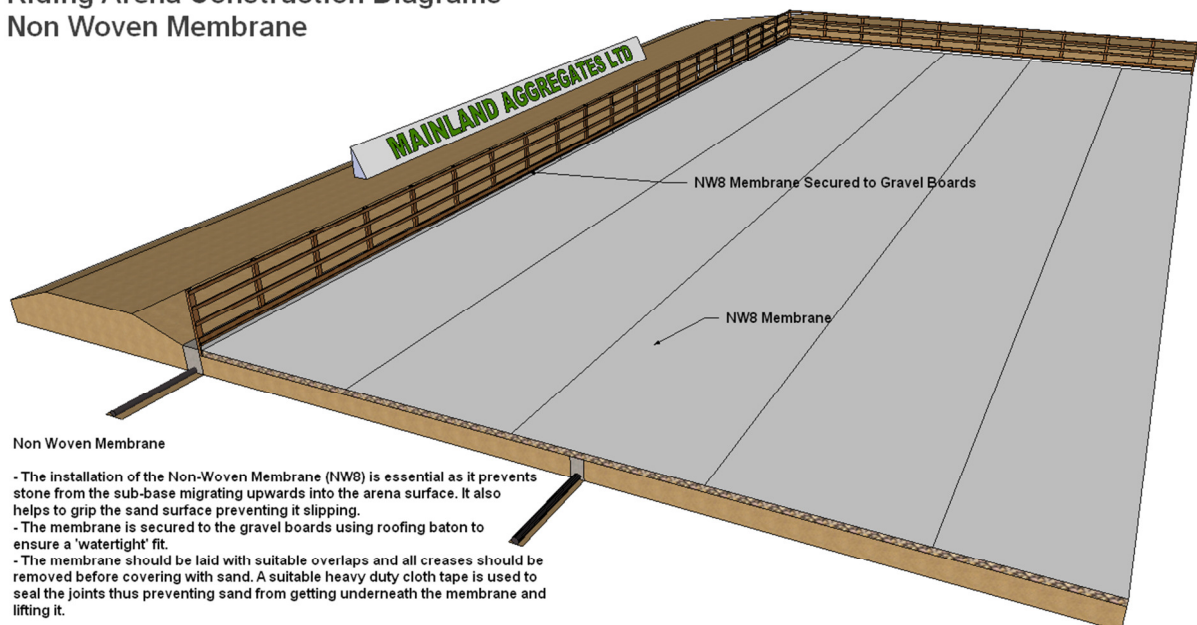 Riding Arena Construction Diagrams
Non Woven Membrane
MAINLAND AGGREGATES LTD
NW8 Membrane Secured to Gravel Boards
NW8 Membrane
Non Woven Membrane
- The installation of the Non-Woven Membrane (NW8) is essential as it prevents
stone from the sub-base migrating upwards into the arena surface. It also
helps to grip the sand surface preventing it slipping.
- The membrane is secured to the gravel boards using roofing baton to
ensure a 'watertight' fit.
- The membrane should be laid with suitable overlaps and all creases should be
removed before covering with sand. A suitable heavy duty cloth tape is used to
seal the joints thus preventing sand from getting underneath the membrane and
lifting it.